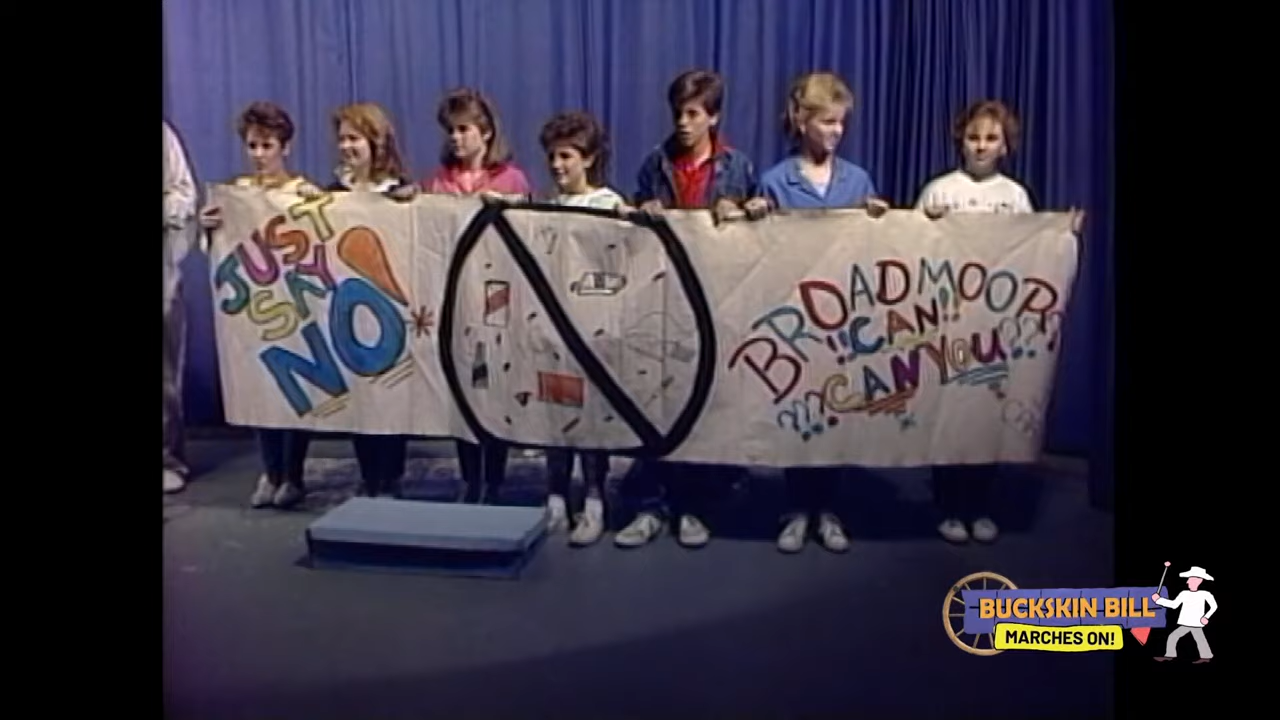 JUST
SAY
NO!
*
BROADMOOR
!!CAN!!
???CAN YOU???
BUCKSKIN BILL
MARCHES ON!